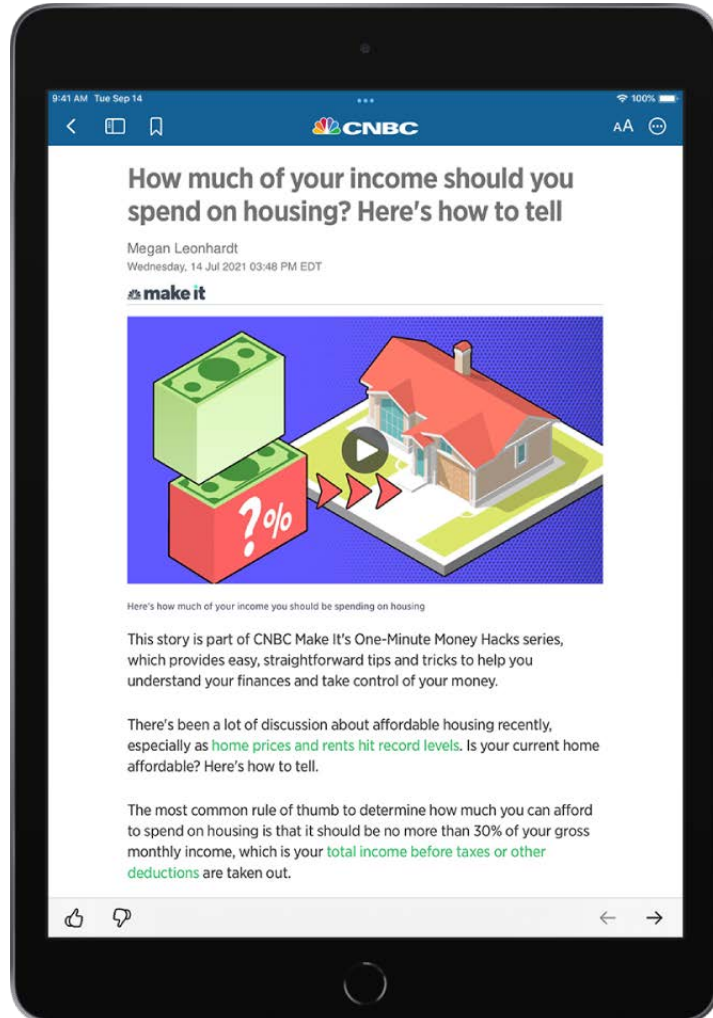 9:41 AM Tue Sep 14
100%
CNBC
AA
How much of your income should you
spend on housing? Here's how to tell
Megan Leonhardt
Wednesday, 14 Jul 2021 03:48 PM EDT
make it
?%
Here's how much of your income you should be spending on housing
This story is part of CNBC Make It's One-Minute Money Hacks series,
which provides easy, straightforward tips and tricks to help you
understand your finances and take control of your money.
There's been a lot of discussion about affordable housing recently,
especially as home prices and rents hit record levels. Is your current home
affordable? Here's how to tell.
The most common rule of thumb to determine how much you can afford
to spend on housing is that it should be no more than 30% of your gross
monthly income, which is your total income before taxes or other
deductions are taken out.